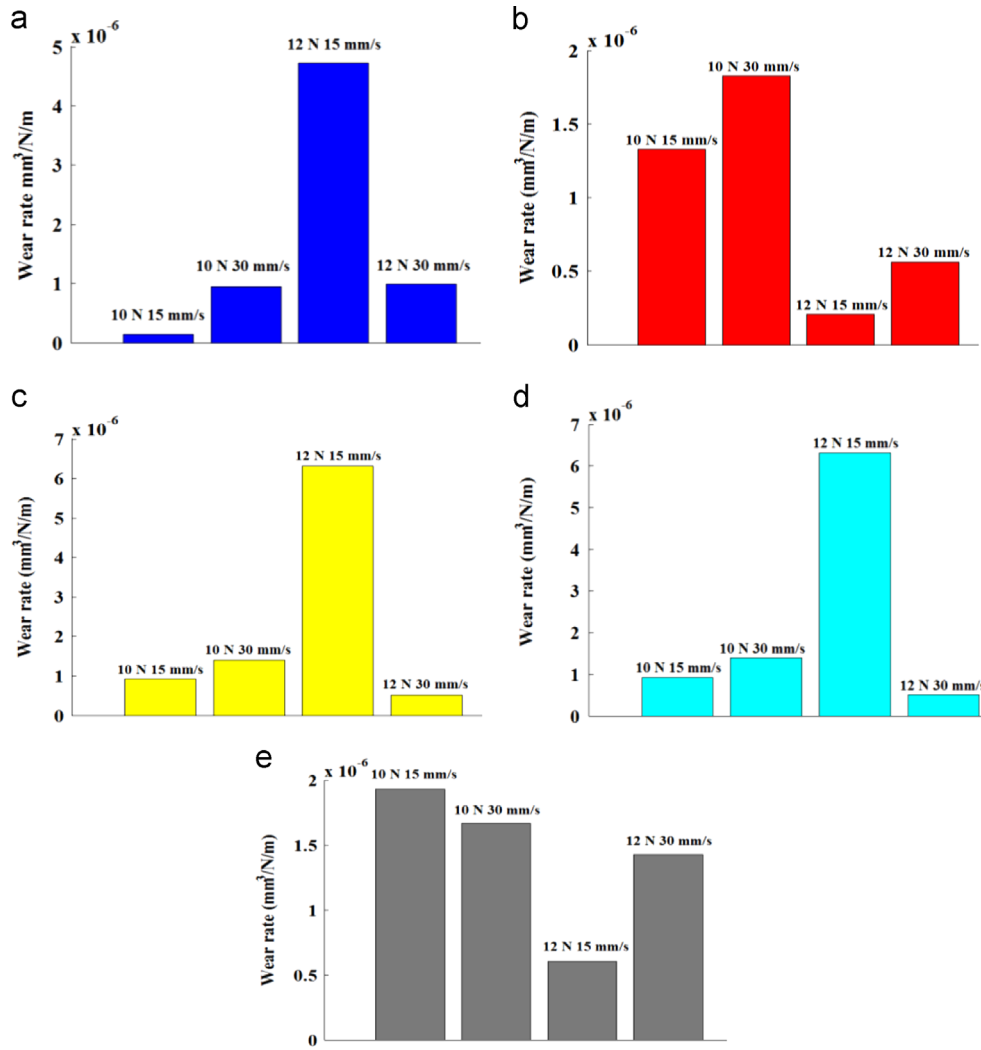 a
x 10⁻⁶
5
4
3
2
1
0
Wear rate mm³/N/m
10 N 15 mm/s
10 N 30 mm/s
12 N 15 mm/s
12 N 30 mm/s
b
x 10⁻⁶
2
1.5
1
0.5
0
Wear rate (mm³/N/m)
10 N 15 mm/s
10 N 30 mm/s
12 N 15 mm/s
12 N 30 mm/s
c
x 10⁻⁶
7
6
5
4
3
2
1
0
Wear rate (mm³/N/m)
10 N 15 mm/s
10 N 30 mm/s
12 N 15 mm/s
12 N 30 mm/s
d
x 10⁻⁶
7
6
5
4
3
2
1
0
Wear rate (mm³/N/m)
10 N 15 mm/s
10 N 30 mm/s
12 N 15 mm/s
12 N 30 mm/s
e
x 10⁻⁶
2
1.5
1
0.5
0
Wear rate (mm³/N/m)
10 N 15 mm/s
10 N 30 mm/s
12 N 15 mm/s
12 N 30 mm/s